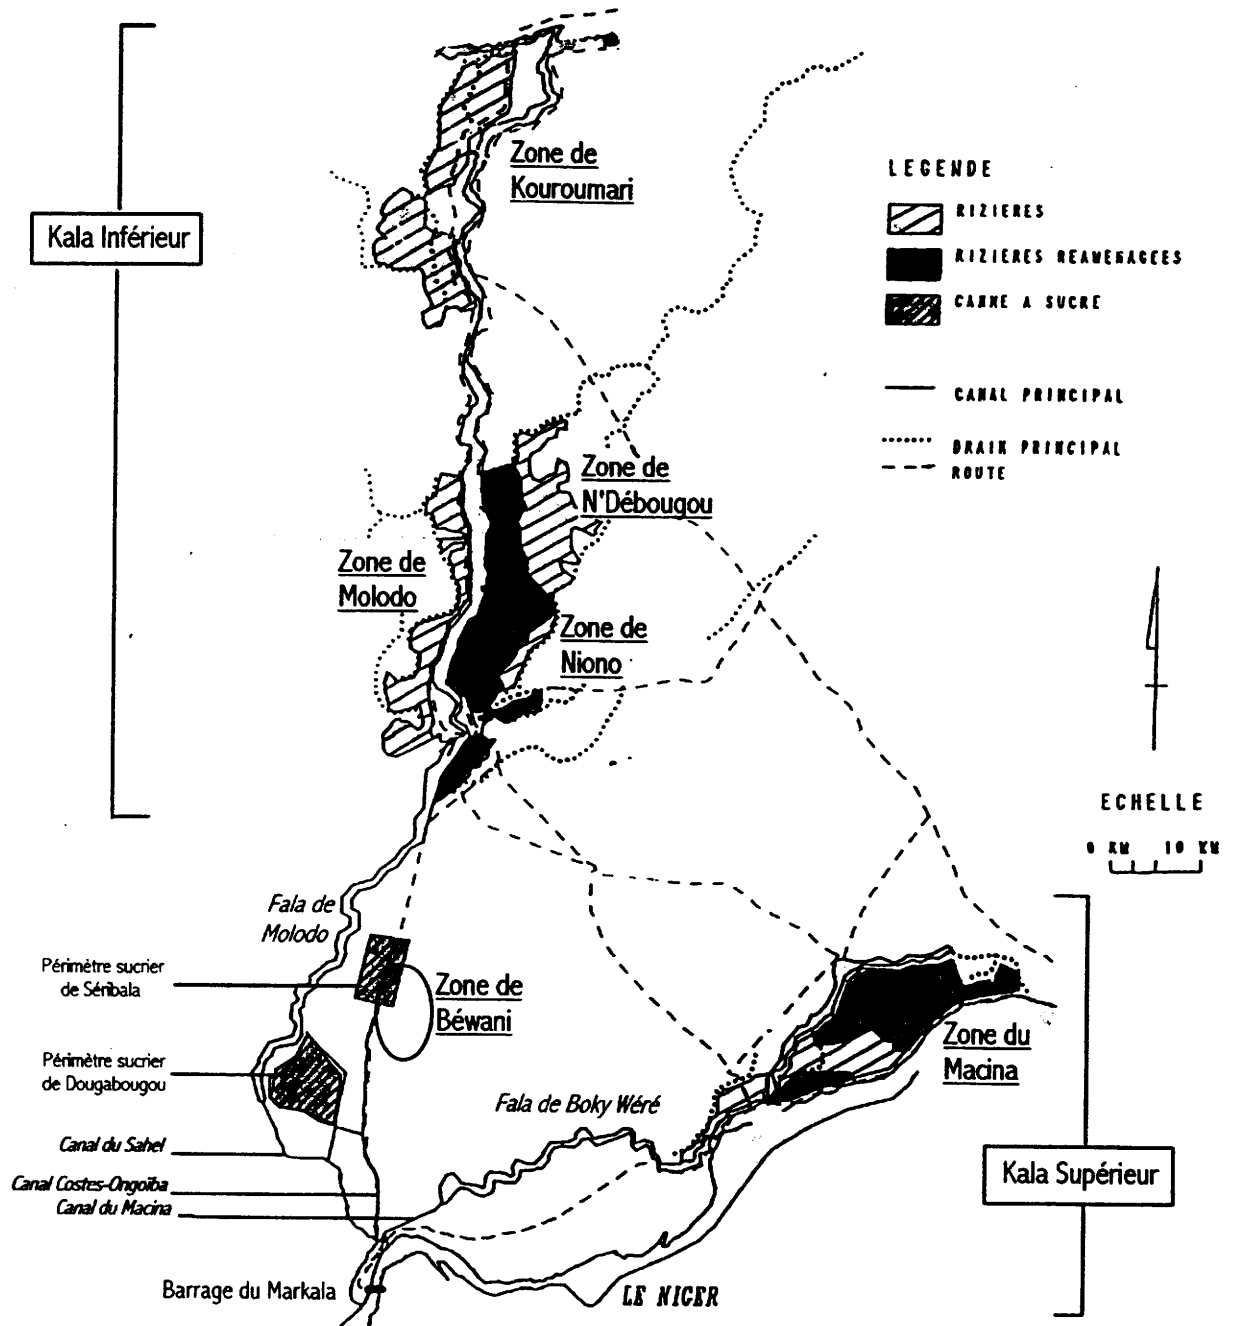 Zone de
Kouroumari
Kala Inférieur
LEGENDE
RIZIERES
RIZIERES REAMENAGEES
CANNE A SUCRE
CANAL PRINCIPAL
DRAIN PRINCIPAL
ROUTE
Zone de
N'Débougou
Zone de
Molodo
Zone de
Niono
ECHELLE
0 KM 10 KM
Fala de
Molodo
Périmètre sucrier
de Séribala
Zone de
Béwani
Zone du
Macina
Périmètre sucrier
de Dougabougou
Fala de Boky Wéré
Canal du Sahel
Kala Supérieur
Canal Costes-Ongoïba
Canal du Macina
Barrage du Markala
LE NIGER